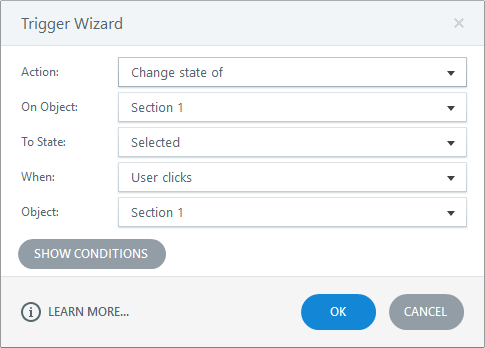 Trigger Wizard
Action: Change state of
On Object: Section 1
To State: Selected
When: User clicks
Object: Section 1
SHOW CONDITIONS
LEARN MORE... OK CANCEL